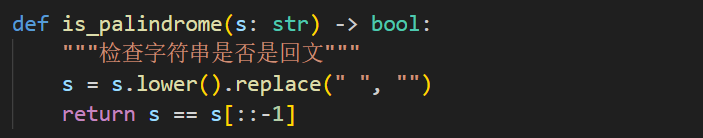 def is_palindrome(s: str) -> bool:
    """检查字符串是否是回文"""
    s = s.lower().replace(" ", "")
    return s == s[::-1]